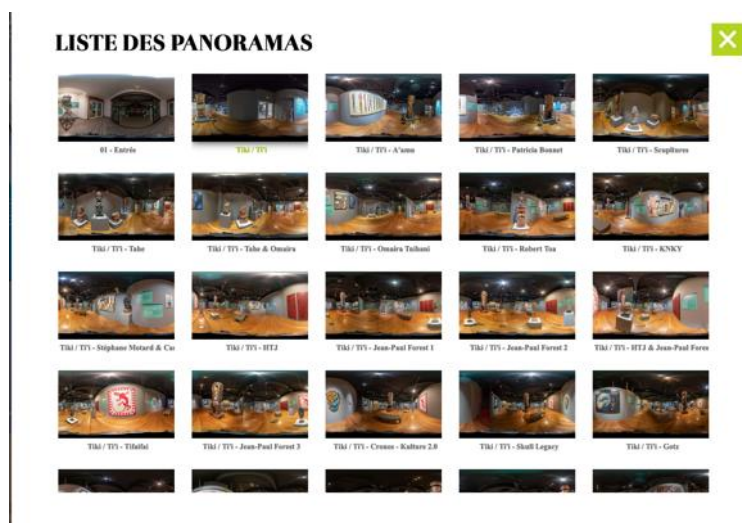 LISTE DES PANORAMAS
01 - Entrée
Tiki / Ti'i
Tiki / Ti'i - A'amu
Tiki / Ti'i - Patricia Bonnet
Tiki / Ti'i - Scupltures
Tiki / Ti'i - Tahe
Tiki / Ti'i - Tahe & Omaira
Tiki / Ti'i - Omaira Tuihani
Tiki / Ti'i - Robert Toa
Tiki / Ti'i - KNKY
Tiki / Ti'i - Stéphane Motard & Ca
Tiki / Ti'i - HTJ
Tiki / Ti'i - Jean-Paul Forest 1
Tiki / Ti'i - Jean-Paul Forest 2
Tiki / Ti'i - HTJ & Jean-Paul Fores
Tiki / Ti'i - Tifaifai
Tiki / Ti'i - Jean-Paul Forest 3
Tiki / Ti'i - Cronos - Kulture 2.0
Tiki / Ti'i - Skull Legacy
Tiki / Ti'i - Gotz